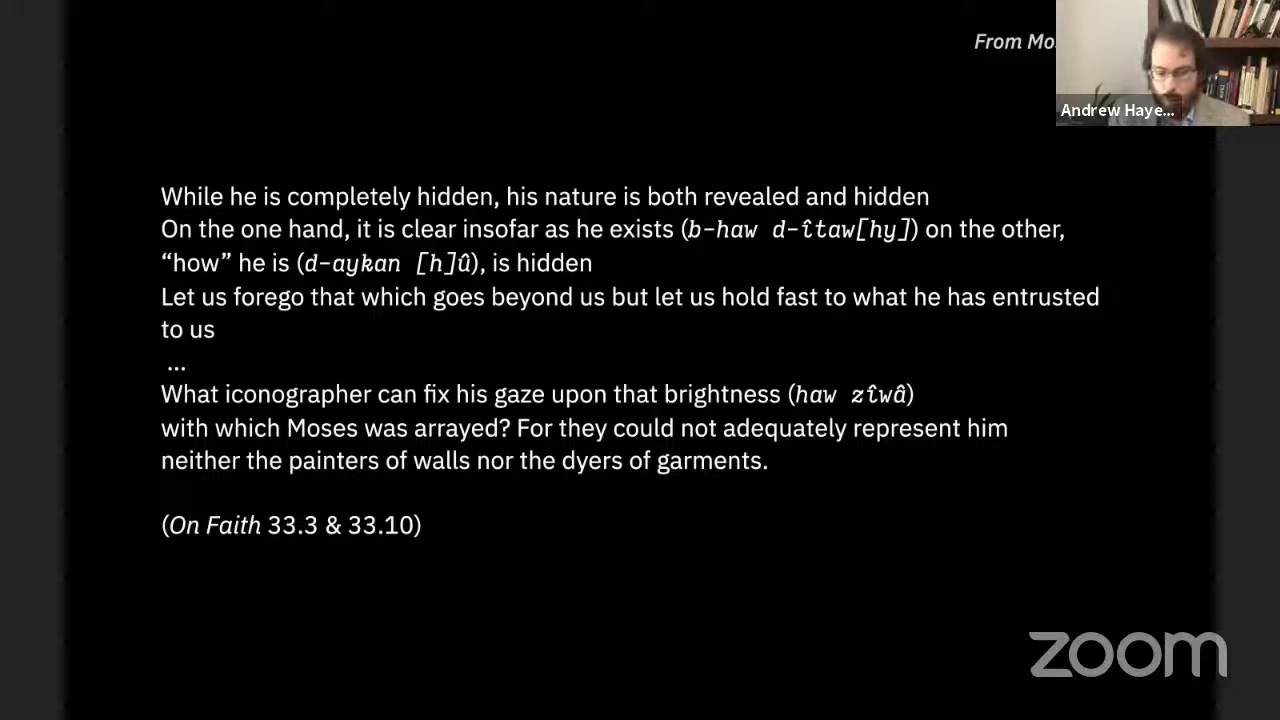 From Mo
Andrew Haye...
While he is completely hidden, his nature is both revealed and hidden
On the one hand, it is clear insofar as he exists (b-haw d-îtaw[hy]) on the other,
“how” he is (d-aykan [h]û), is hidden
Let us forego that which goes beyond us but let us hold fast to what he has entrusted
to us
...
What iconographer can fix his gaze upon that brightness (haw zîwâ)
with which Moses was arrayed? For they could not adequately represent him
neither the painters of walls nor the dyers of garments.
(On Faith 33.3 & 33.10)
zoom